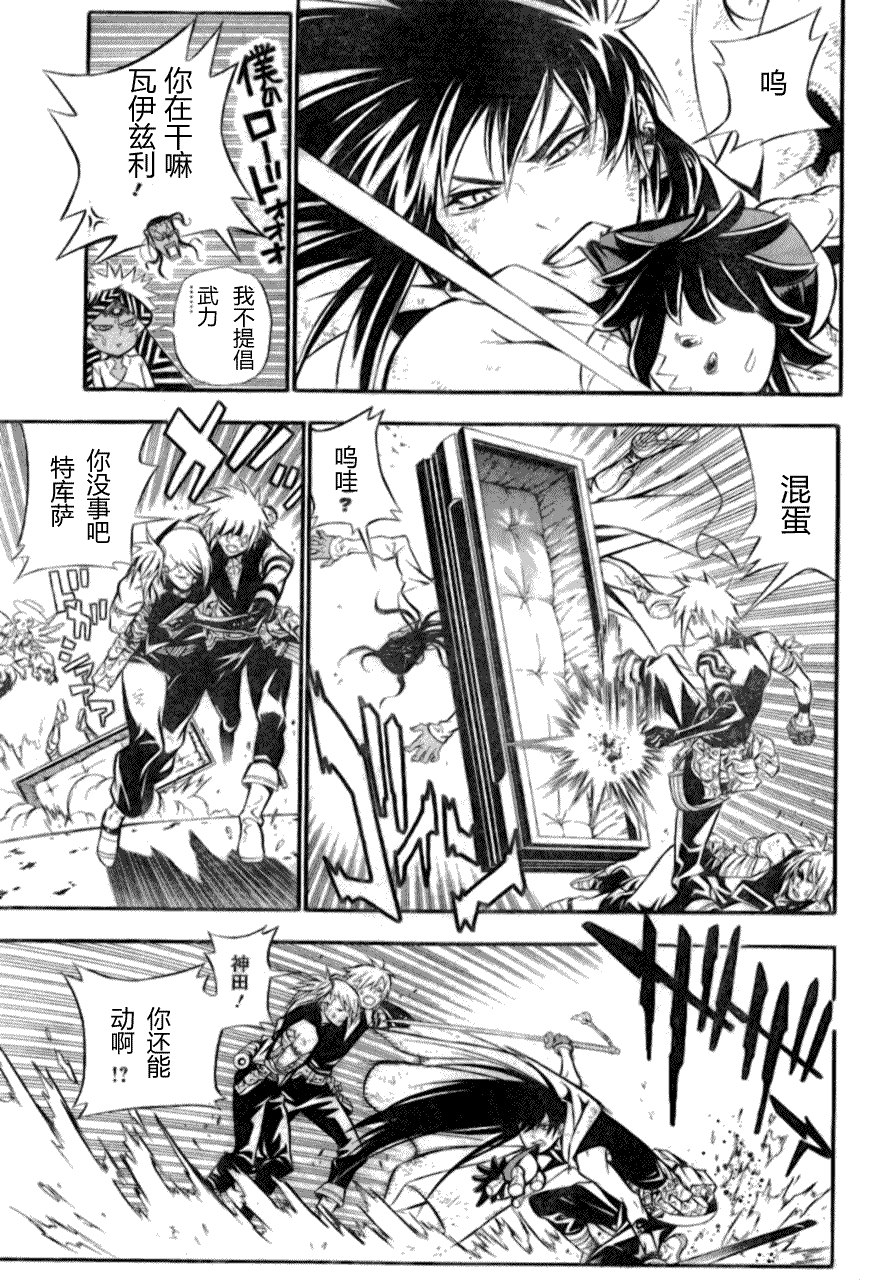 呜
僕のロードォォォ
你在干嘛
瓦伊兹利！
我不提倡
武力
……
混蛋
呜哇？
你没事吧
特库萨
神田！
你还能
动啊！？